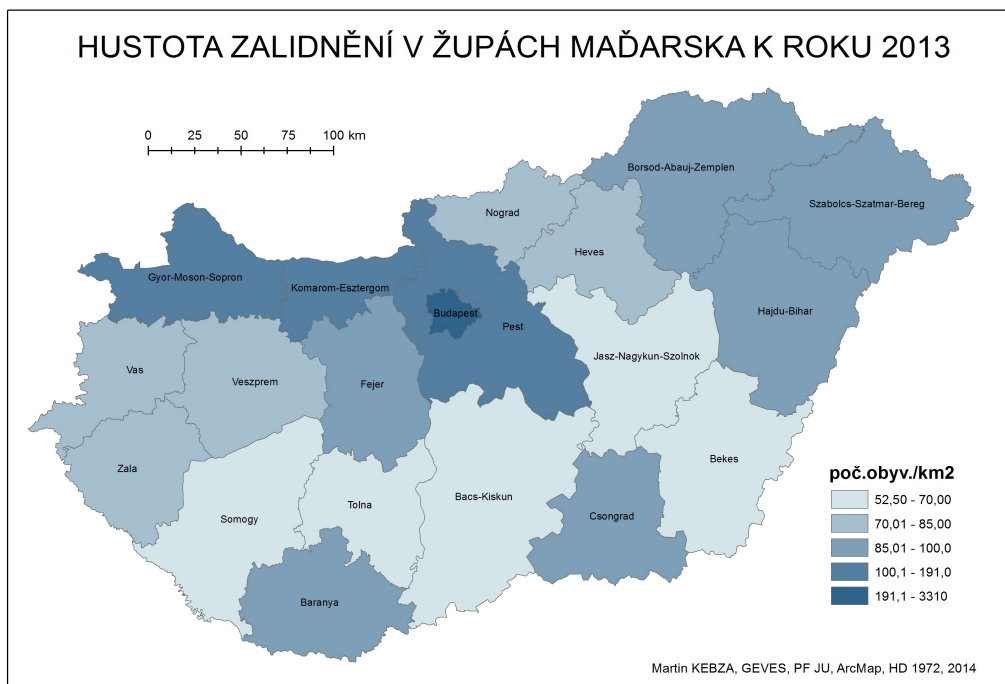 HUSTOTA ZALIDNĚNÍ V ŽUPÁCH MAĎARSKA K ROKU 2013
0 25 50 75 100 km
Borsod-Abauj-Zemplen
Szabolcs-Szatmar-Bereg
Nograd
Heves
Gyor-Moson-Sopron
Komarom-Esztergom
Budapest
Pest
Hajdu-Bihar
Jasz-Nagykun-Szolnok
Vas
Veszprem
Fejer
Zala
Bekes
Somogy
Tolna
Bacs-Kiskun
Csongrad
Baranya
poč.obyv./km2
52,50 - 70,00
70,01 - 85,00
85,01 - 100,0
100,1 - 191,0
191,1 - 3310
Martin KEBZA, GEVES, PF JU, ArcMap, HD 1972, 2014